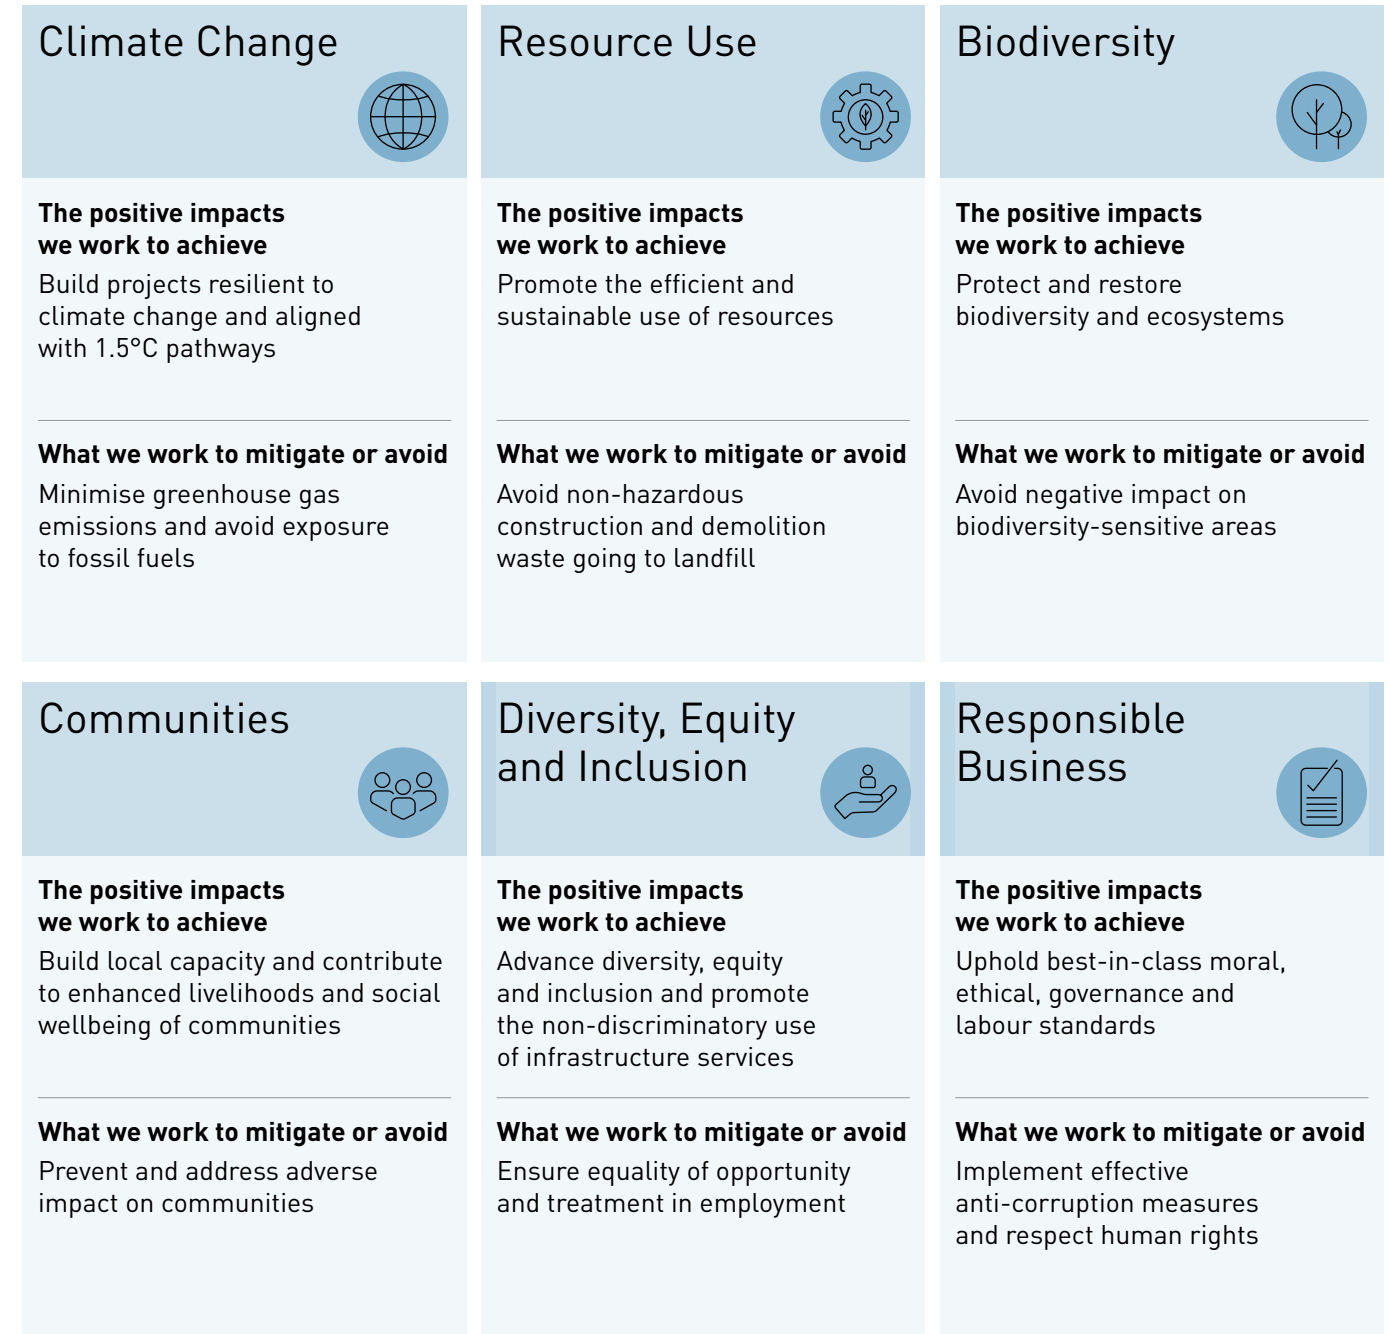 Climate Change
The positive impacts
we work to achieve
Build projects resilient to
climate change and aligned
with 1.5°C pathways
What we work to mitigate or avoid
Minimise greenhouse gas
emissions and avoid exposure
to fossil fuels
Resource Use
The positive impacts
we work to achieve
Promote the efficient and
sustainable use of resources
What we work to mitigate or avoid
Avoid non-hazardous
construction and demolition
waste going to landfill
Biodiversity
The positive impacts
we work to achieve
Protect and restore
biodiversity and ecosystems
What we work to mitigate or avoid
Avoid negative impact on
biodiversity-sensitive areas
Communities
The positive impacts
we work to achieve
Build local capacity and contribute
to enhanced livelihoods and social
wellbeing of communities
What we work to mitigate or avoid
Prevent and address adverse
impact on communities
Diversity, Equity
and Inclusion
The positive impacts
we work to achieve
Advance diversity, equity
and inclusion and promote
the non-discriminatory use
of infrastructure services
What we work to mitigate or avoid
Ensure equality of opportunity
and treatment in employment
Responsible
Business
The positive impacts
we work to achieve
Uphold best-in-class moral,
ethical, governance and
labour standards
What we work to mitigate or avoid
Implement effective
anti-corruption measures
and respect human rights